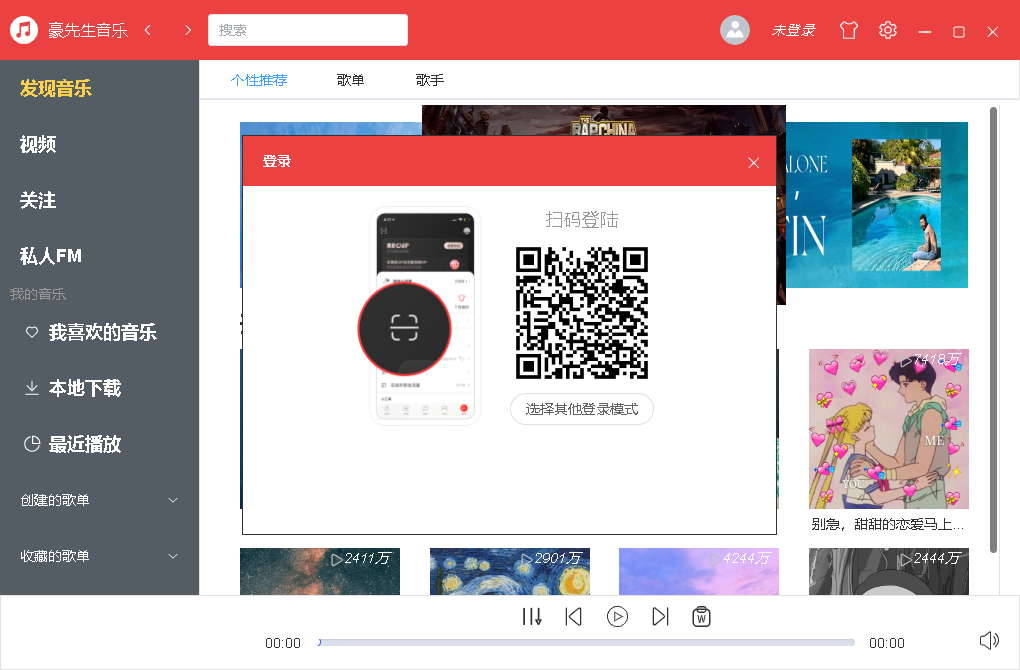 豪先生音乐
搜索
未登录
发现音乐
视频
关注
私人FM
我的音乐
我喜欢的音乐
本地下载
最近播放
创建的歌单
收藏的歌单
个性推荐
歌单
歌手
THE
RAPCHINA
ALONE
登录
扫码登陆
选择其他登录模式
7418万
ME
YOU
别急，甜甜的恋爱马上...
2411万
2901万
4244万
2444万
00:00
W
00:00